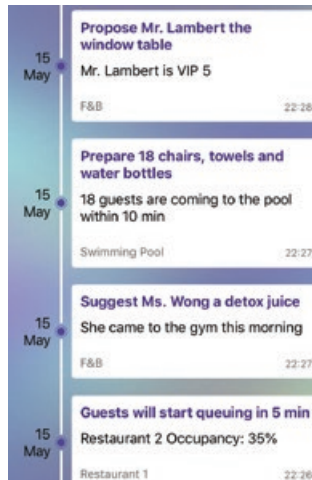 Propose Mr. Lambert the
window table
15
May
Mr. Lambert is VIP 5
F&B
22:28
Prepare 18 chairs, towels and
water bottles
15
May
18 guests are coming to the pool
within 10 min
Swimming Pool
22:27
Suggest Ms. Wong a detox juice
15
May
She came to the gym this morning
F&B
22:27
Guests will start queuing in 5 min
15
May
Restaurant 2 Occupancy: 35%
Restaurant 1
22:26